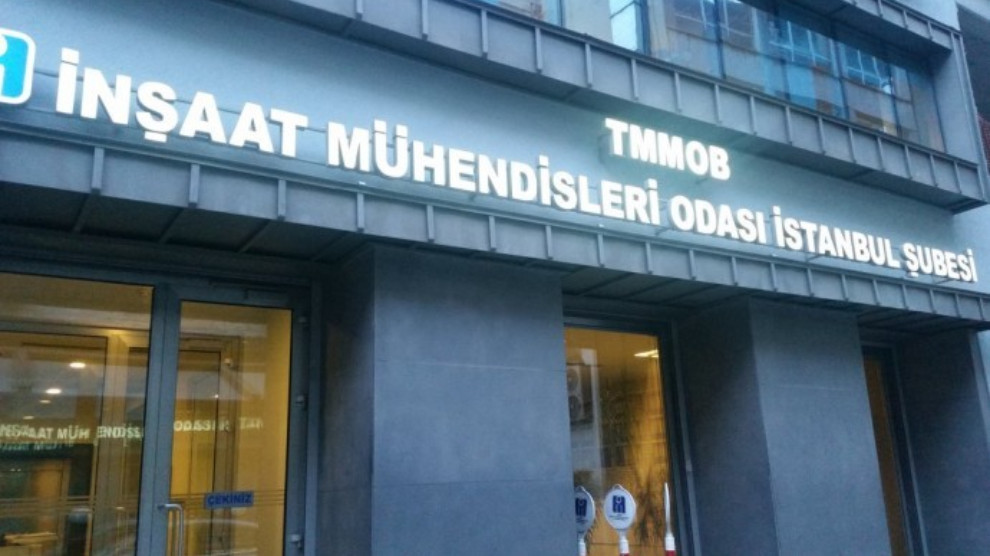 TMMOB
İNŞAAT MÜHENDİSLERİ ODASI İSTANBUL ŞUBESİ
ÇEKİNİZ